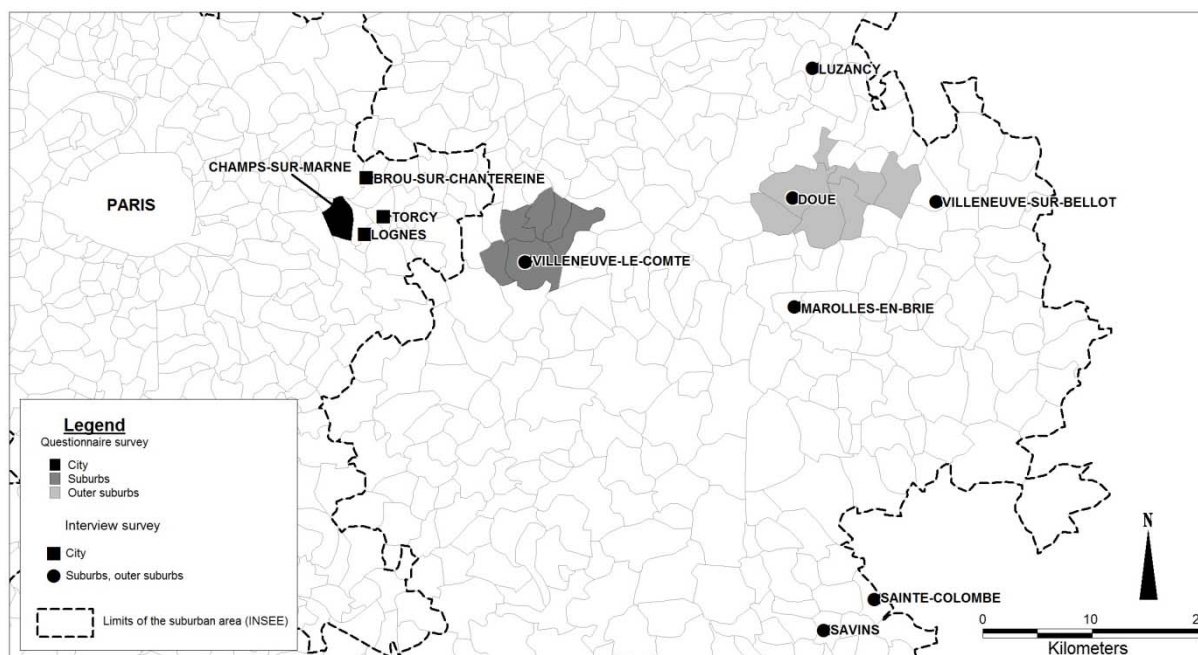 LUZANCY
CHAMPS-SUR-MARNE
BROU-SUR-CHANTEREINE
PARIS
TORCY
DOUE
VILLENEUVE-SUR-BELLOT
LOGNES
VILLENEUVE-LE-COMTE
MAROLLES-EN-BRIE
Legend
Questionnaire survey
City
Suburbs
Outer suburbs
Interview survey
City
Suburbs, outer suburbs
Limits of the suburban area (INSEE)
N
SAINTE-COLOMBE
SAVINS
0 10 2
Kilometers